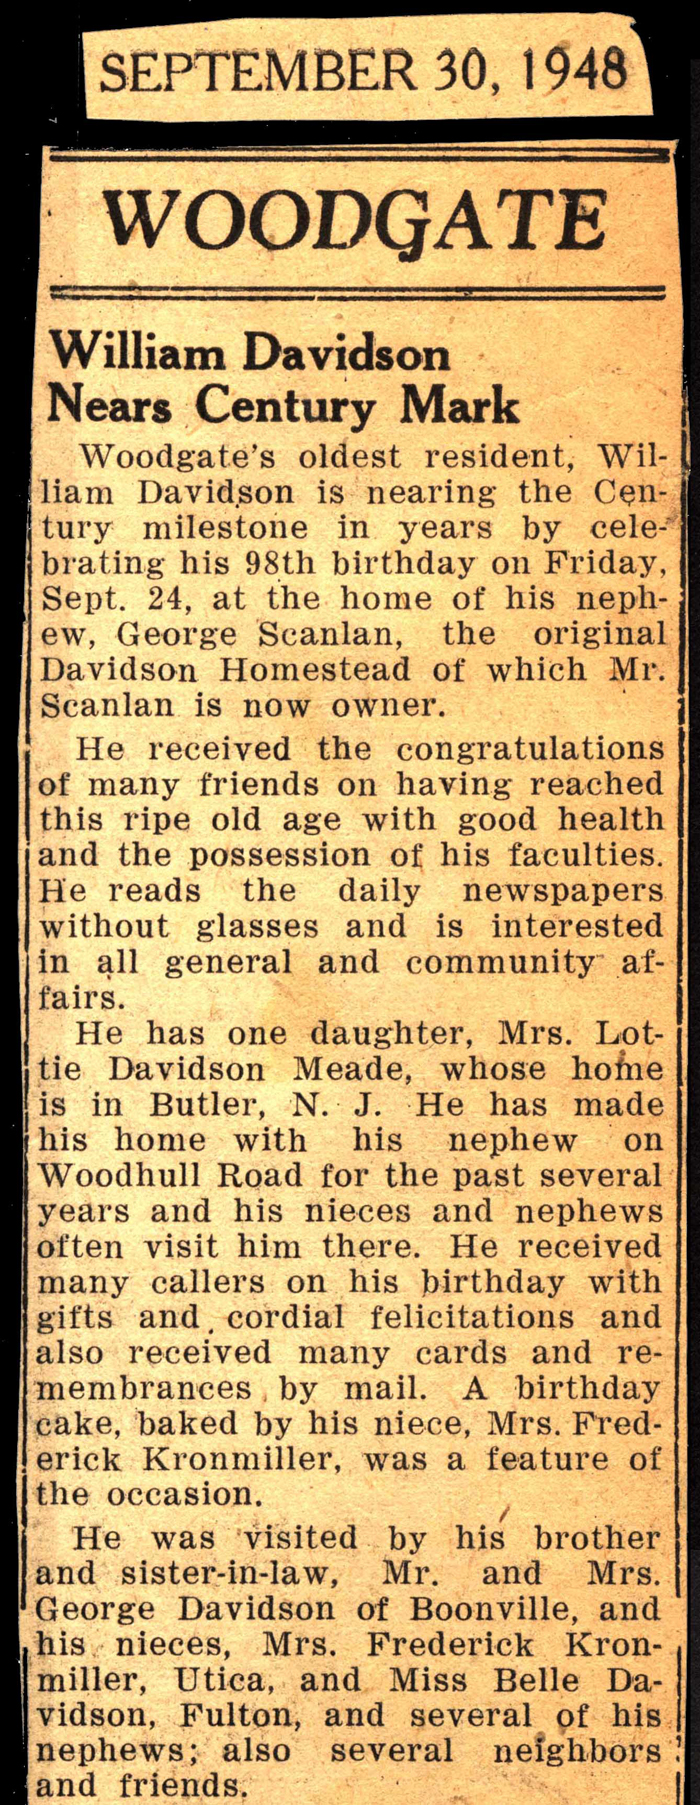 SEPTEMBER 30, 1948
WOODGATE
William Davidson
Nears Century Mark
Woodgate's oldest resident, Wil-
liam Davidson is nearing the Cen-
tury milestone in years by cele-
brating his 98th birthday on Friday,
Sept. 24, at the home of his neph-
ew, George Scanlan, the original
Davidson Homestead of which Mr.
Scanlan is now owner.
He received the congratulations
of many friends on having reached
this ripe old age with good health
and the possession of his faculties.
He reads the daily newspapers
without glasses and is interested
in all general and community af-
fairs.
He has one daughter, Mrs. Lot-
tie Davidson Meade, whose home
is in Butler, N. J. He has made
his home with his nephew on
Woodhull Road for the past several
years and his nieces and nephews
often visit him there. He received
many callers on his birthday with
gifts and cordial felicitations and
also received many cards and re-
membrances by mail. A birthday
cake, baked by his niece, Mrs. Fred-
erick Kronmiller, was a feature of
the occasion.
He was visited by his brother
and sister-in-law, Mr. and Mrs.
George Davidson of Boonville, and
his nieces, Mrs. Frederick Kron-
miller, Utica, and Miss Belle Da-
vidson, Fulton, and several of his
nephews; also several neighbors
and friends.